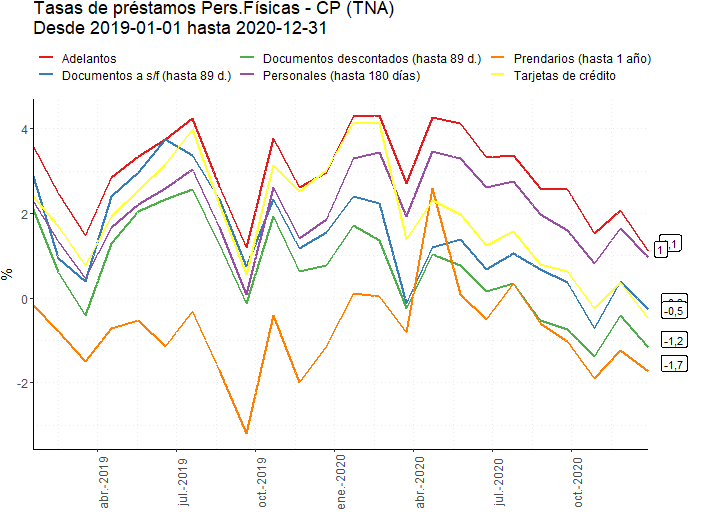 Tasas de préstamos Pers.Físicas - CP (TNA)
Desde 2019-01-01 hasta 2020-12-31
Adelantos
Documentos descontados (hasta 89 d.)
Prendarios (hasta 1 año)
Documentos a s/f (hasta 89 d.)
Personales (hasta 180 días)
Tarjetas de crédito
%
4
2
0
-2
1
-0,5
-1,2
-1,7
abr.-2019
jul.-2019
oct.-2019
ene.-2020
abr.-2020
jul.-2020
oct.-2020